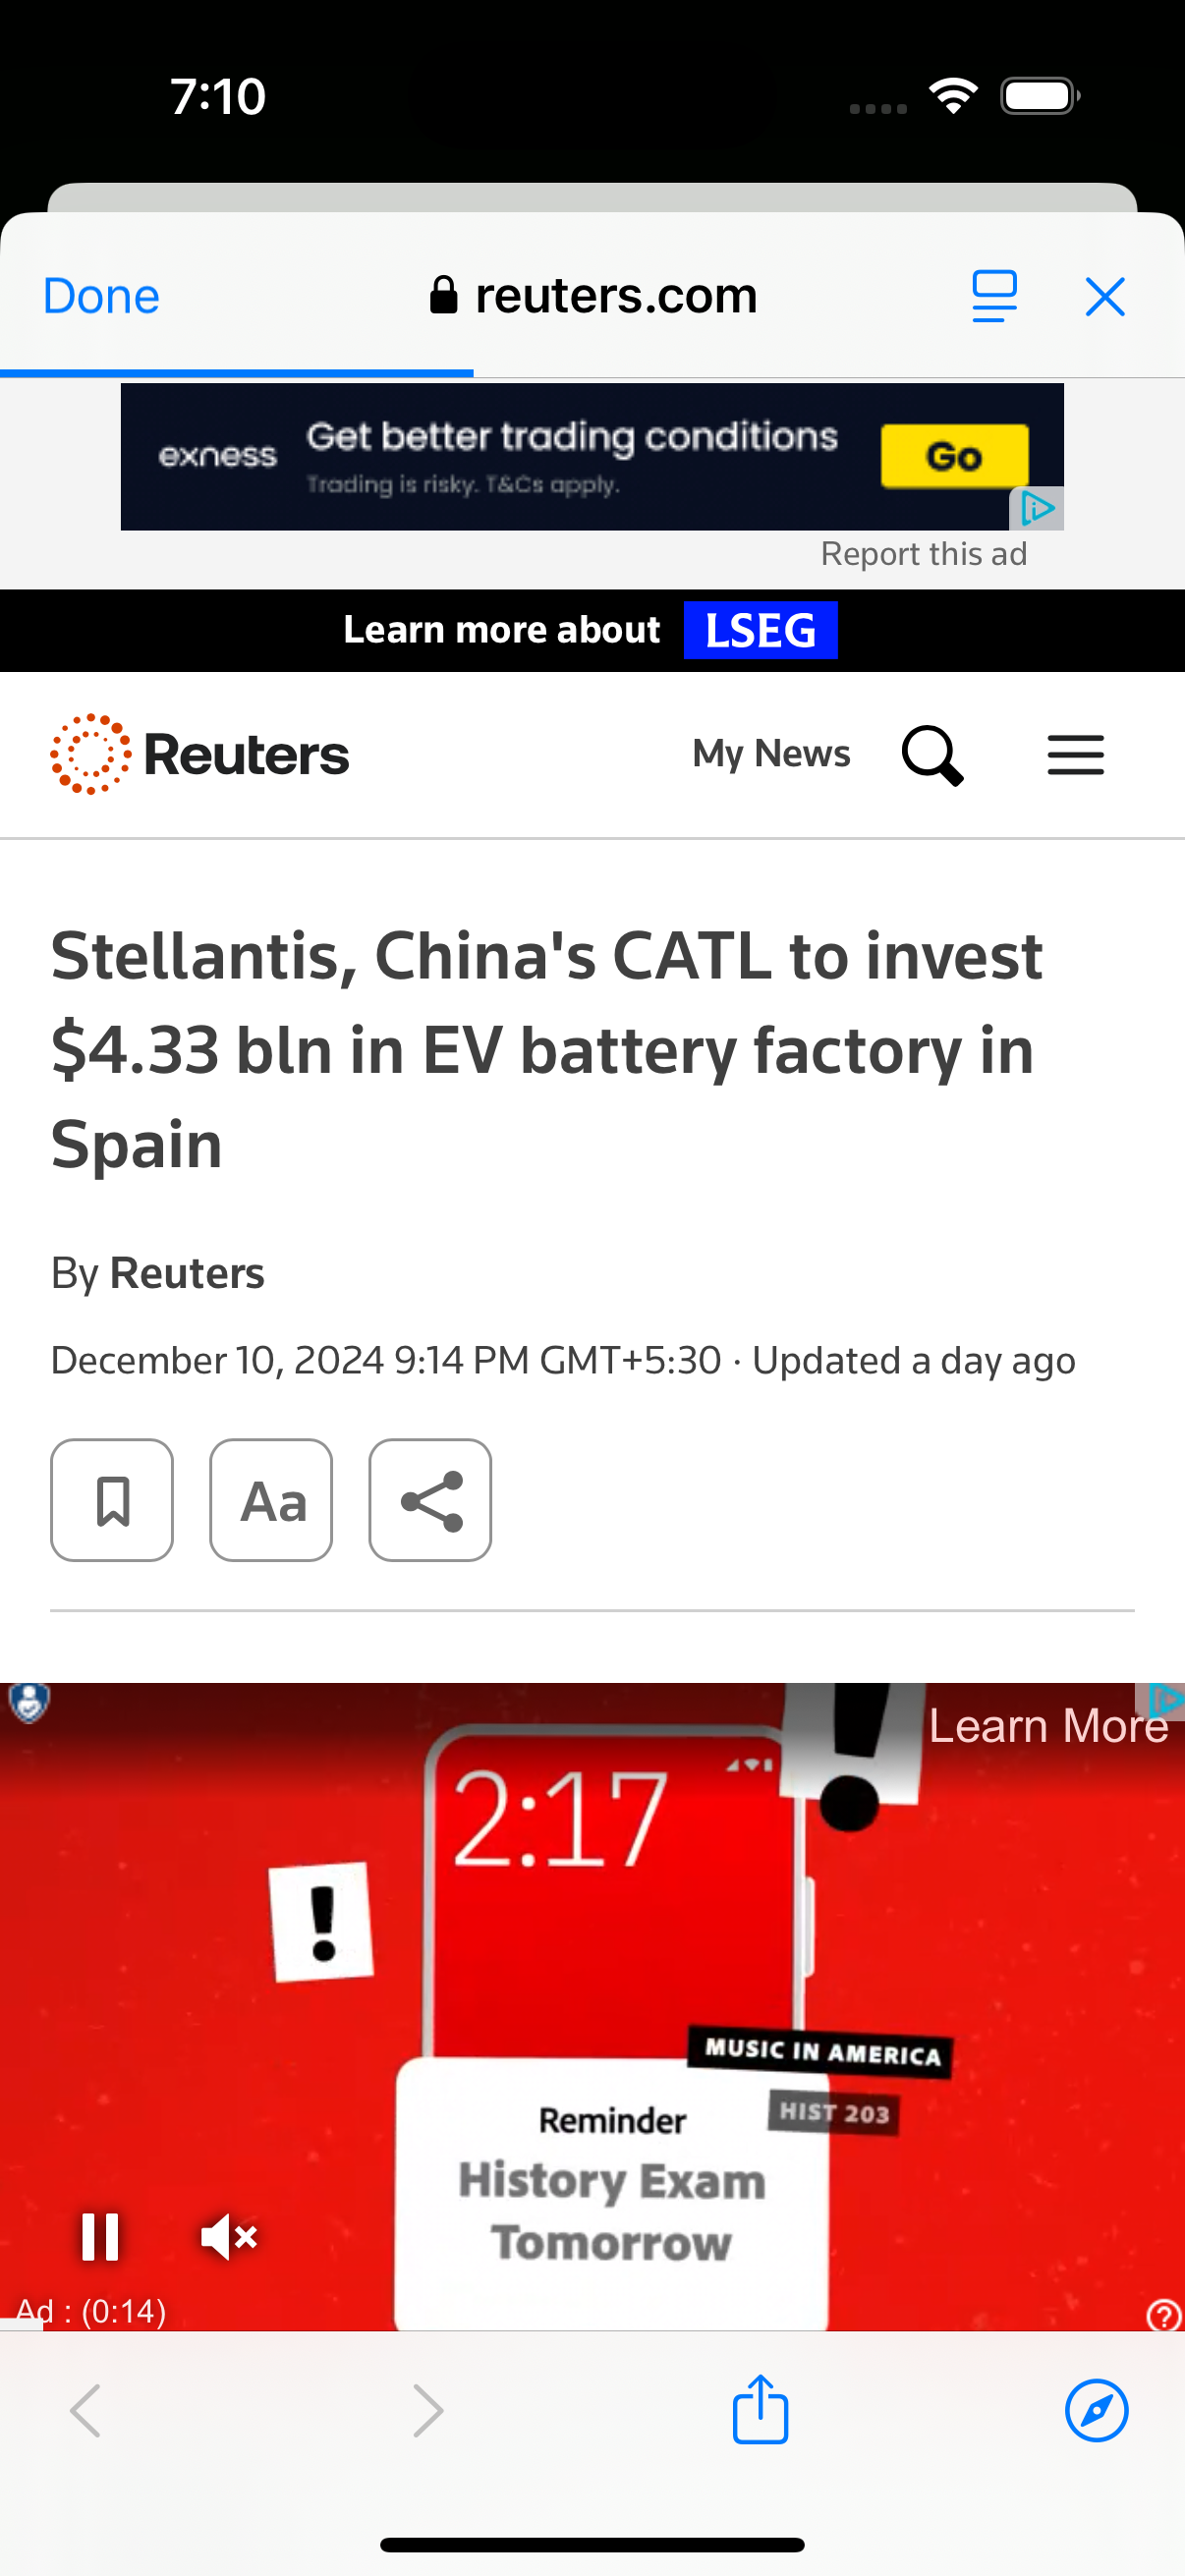 7:10
Done
reuters.com
exness
Get better trading conditions
Trading is risky. T&Cs apply.
Go
Report this ad
Learn more about LSEG
Reuters
My News
Stellantis, China's CATL to invest
$4.33 bln in EV battery factory in
Spain
By Reuters
December 10, 2024 9:14 PM GMT+5:30 · Updated a day ago
Aa
Learn More
2:17
!
!
MUSIC IN AMERICA
HIST 203
Reminder
History Exam
Tomorrow
Ad : (0:14)